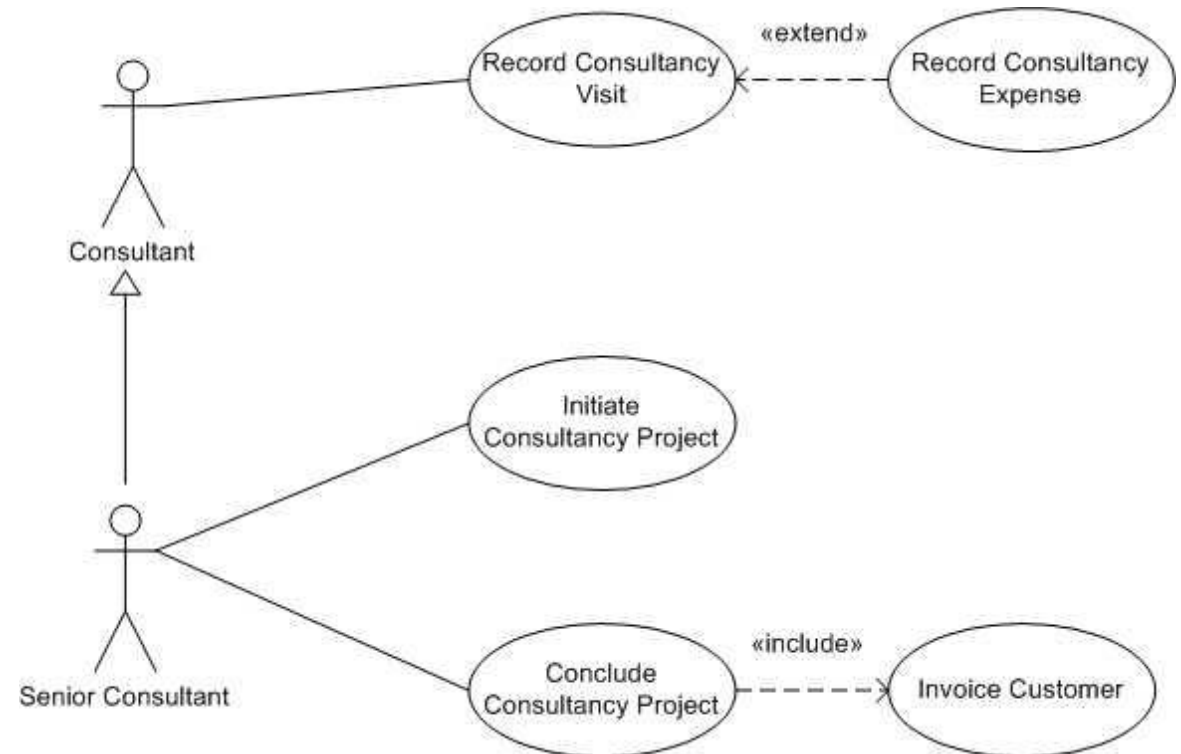 «extend»
Record Consultancy
Visit
Record Consultancy
Expense
Consultant
Initiate
Consultancy Project
«include»
Conclude
Consultancy Project
Invoice Customer
Senior Consultant